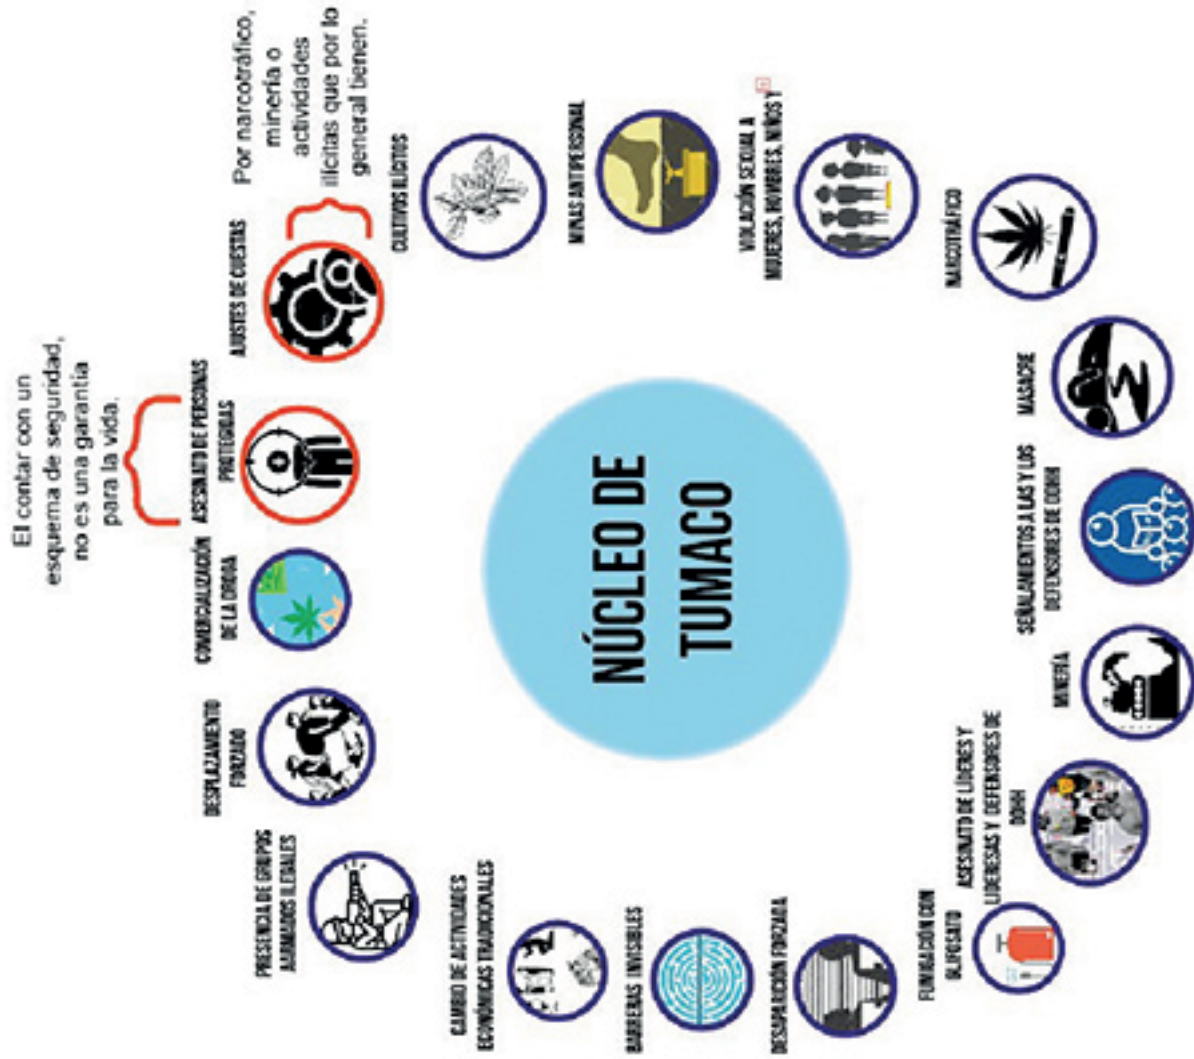 El contar con un
esquema de seguridad,
no es una garantía
para la vida.
Por narcotráfico,
minería o
actividades
ilícitas que por lo
general tienen.
PRESENCIA DE GRUPOS
AARMADOS ILEGALES
DESPLAZAMIENTO
FORZADO
COMERCIALIZACIÓN
DE LA DROGA
ASESINATO DE PERSONAS
PROTEGIDAS
AJUSTES DE CUESTAS
CULTIVOS ILÍCITOS
MINAS ANTIPERSONAL
VIOLACIÓN SEXUAL A
MUJERES, HOMBRES, NIÑOS Y
NARCOTRÁFICO
MASACRE
SEÑALAMIENTOS A LAS Y LOS
DEFENSORES DE DDHH
MINERÍA
ASESINATO DE LÍDERES Y
LIDERESAS Y DEFENSORES DE
DDHH
FUMIGACIÓN CON
GLIFOSATO
DESAPARICIÓN FORZADA
BARRERAS INVISIBLES
CAMBIO DE ACTIVIDADES
ECONÓMICAS TRADICIONALES
NÚCLEO DE
TUMACO